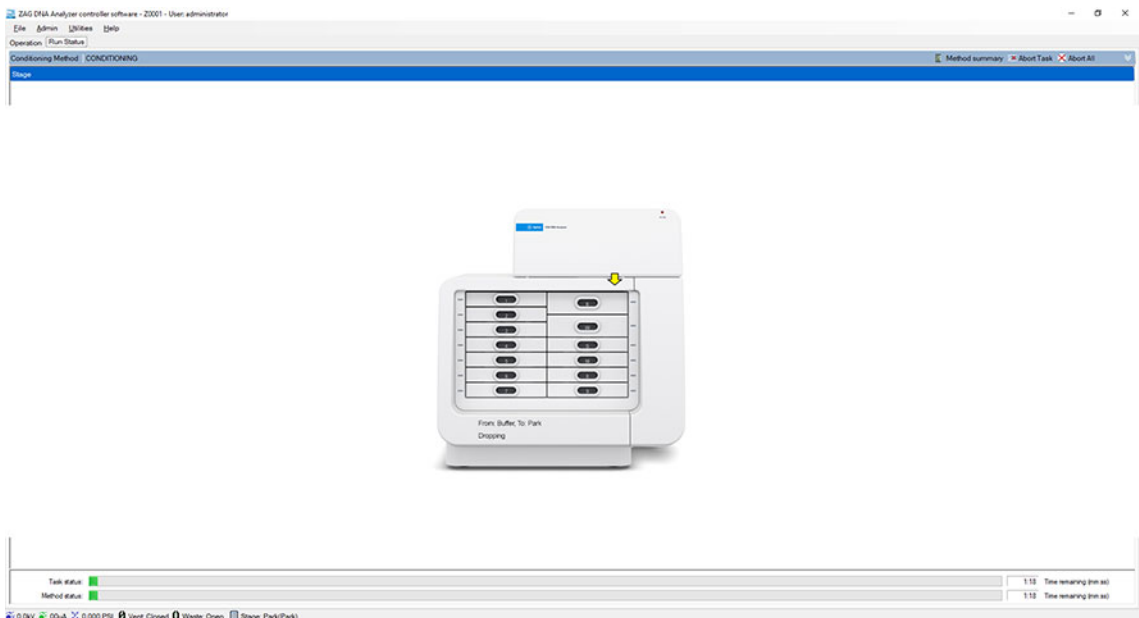 ZAG DNA Analyzer controller software - Z0001 - User: administrator
File Admin Utilities Help
Operation Run Status
Conditioning Method: CONDITIONING Method summary Abort Task Abort All
Stage
From: Buffer, To: Park
Dropping
Task status: 1:18 Time remaining (mm:ss)
Method status: 1:18 Time remaining (mm:ss)
0.0kV 00uA 0.000 PSI Vent: Closed Waste: Open Stage: Park(Park)